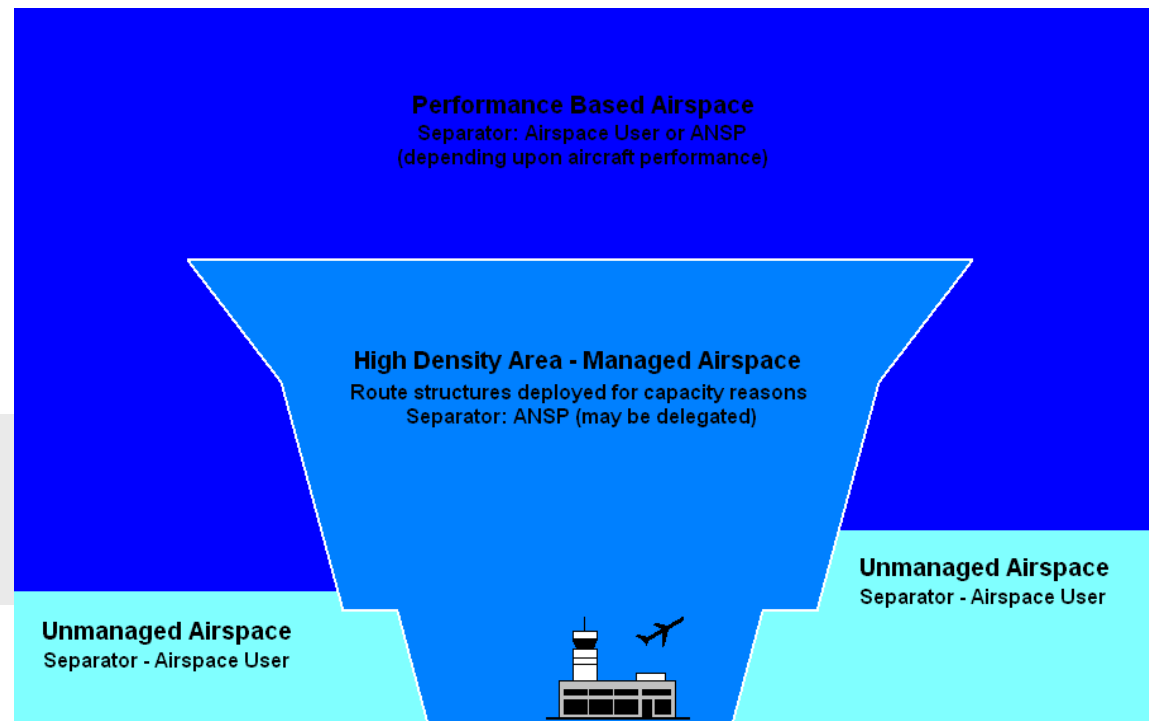 Performance Based Airspace
Separator: Airspace User or ANSP
(depending upon aircraft performance)
High Density Area - Managed Airspace
Route structures deployed for capacity reasons
Separator: ANSP (may be delegated)
Unmanaged Airspace
Separator - Airspace User
Unmanaged Airspace
Separator - Airspace User